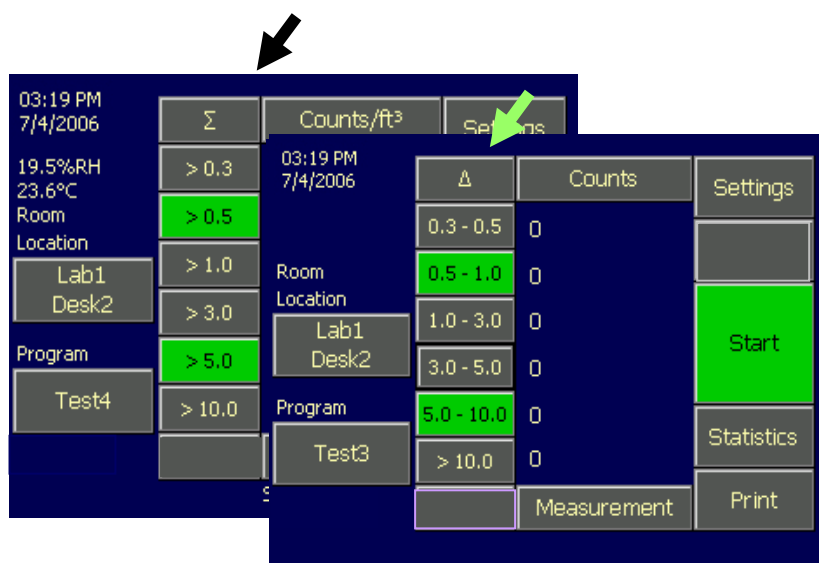 03:19 PM
7/4/2006
19.5%RH
23.6°C
Room
Location
Lab1
Desk2
Program
Test4
Σ
> 0.3
> 0.5
> 1.0
> 3.0
> 5.0
> 10.0
Counts/ft³
03:19 PM
7/4/2006
Room
Location
Lab1
Desk2
Program
Test3
Δ
Counts
0.3 - 0.5
0
0.5 - 1.0
0
1.0 - 3.0
0
3.0 - 5.0
0
5.0 - 10.0
0
> 10.0
0
Measurement
Settings
Start
Statistics
Print